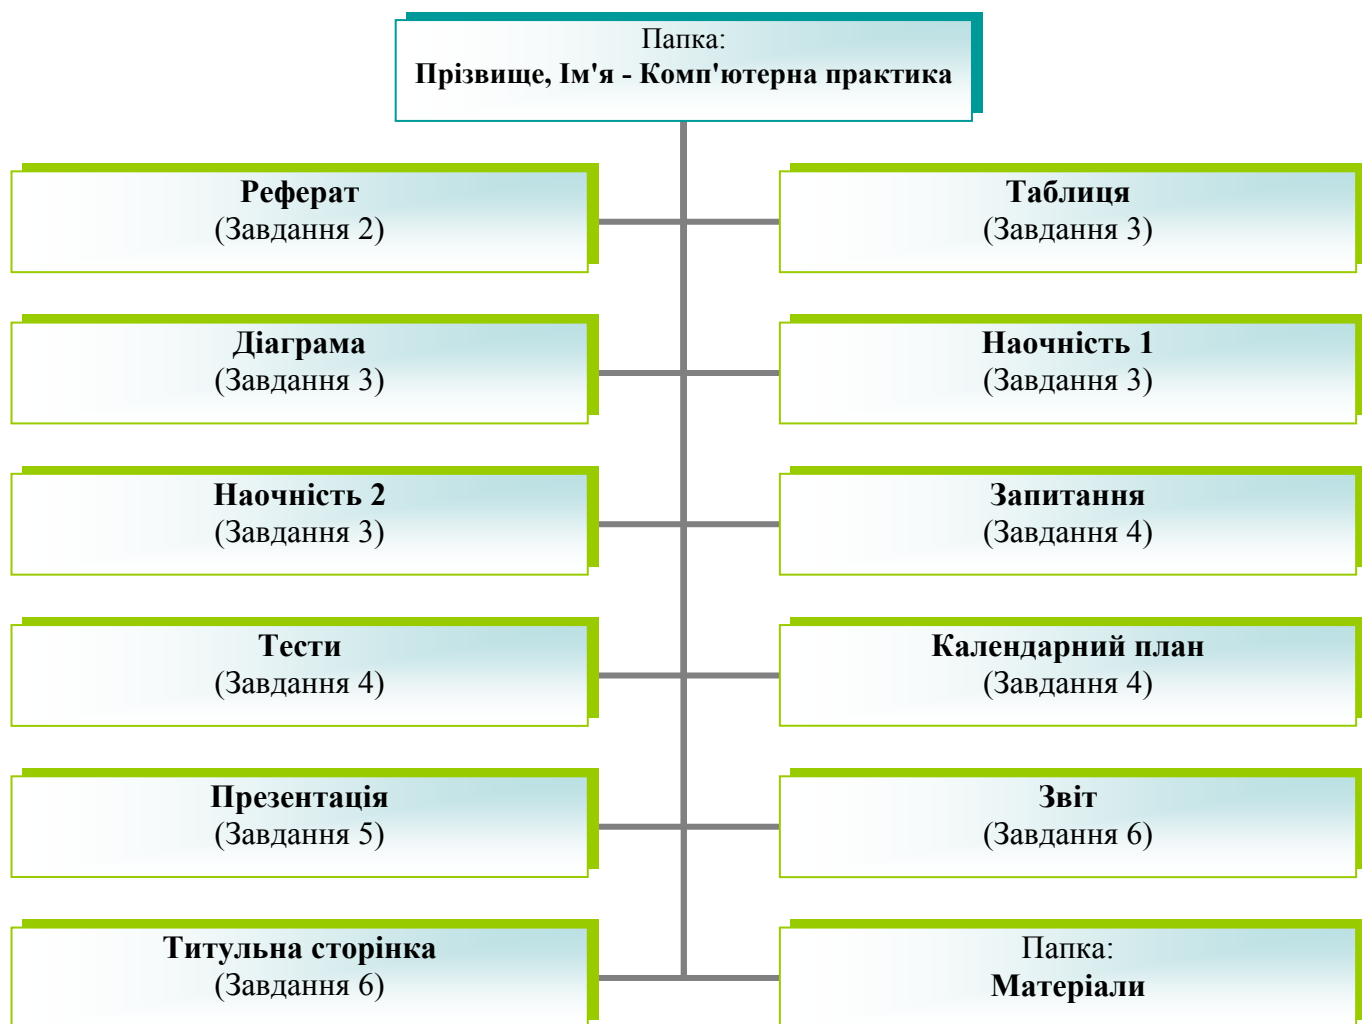 Папка:
Прізвище, Ім'я - Комп'ютерна практика
Реферат
(Завдання 2)
Таблиця
(Завдання 3)
Діаграма
(Завдання 3)
Наочність 1
(Завдання 3)
Наочність 2
(Завдання 3)
Запитання
(Завдання 4)
Тести
(Завдання 4)
Календарний план
(Завдання 4)
Презентація
(Завдання 5)
Звіт
(Завдання 6)
Титульна сторінка
(Завдання 6)
Папка:
Матеріали